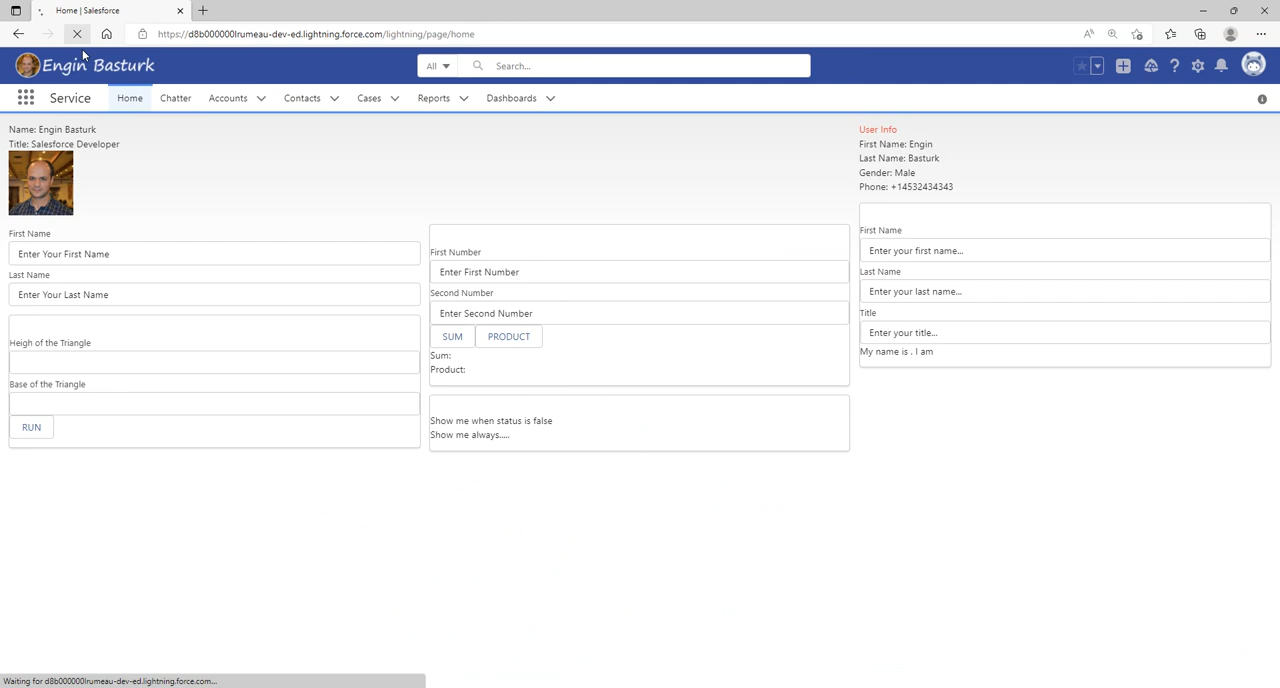 Home | Salesforce
https://d8b000000lrumeau-dev-ed.lightning.force.com/lightning/page/home
Engin Basturk
All
Search...
Service
Home
Chatter
Accounts
Contacts
Cases
Reports
Dashboards
Name: Engin Basturk
Title: Salesforce Developer
First Name
Enter Your First Name
Last Name
Enter Your Last Name
Heigh of the Triangle
Base of the Triangle
RUN
First Number
Enter First Number
Second Number
Enter Second Number
SUM
PRODUCT
Sum:
Product:
Show me when status is false
Show me always.....
User Info
First Name: Engin
Last Name: Basturk
Gender: Male
Phone: +14532434343
First Name
Enter your first name...
Last Name
Enter your last name...
Title
Enter your title...
My name is . I am
Waiting for d8b000000lrumeau-dev-ed.lightning.force.com...